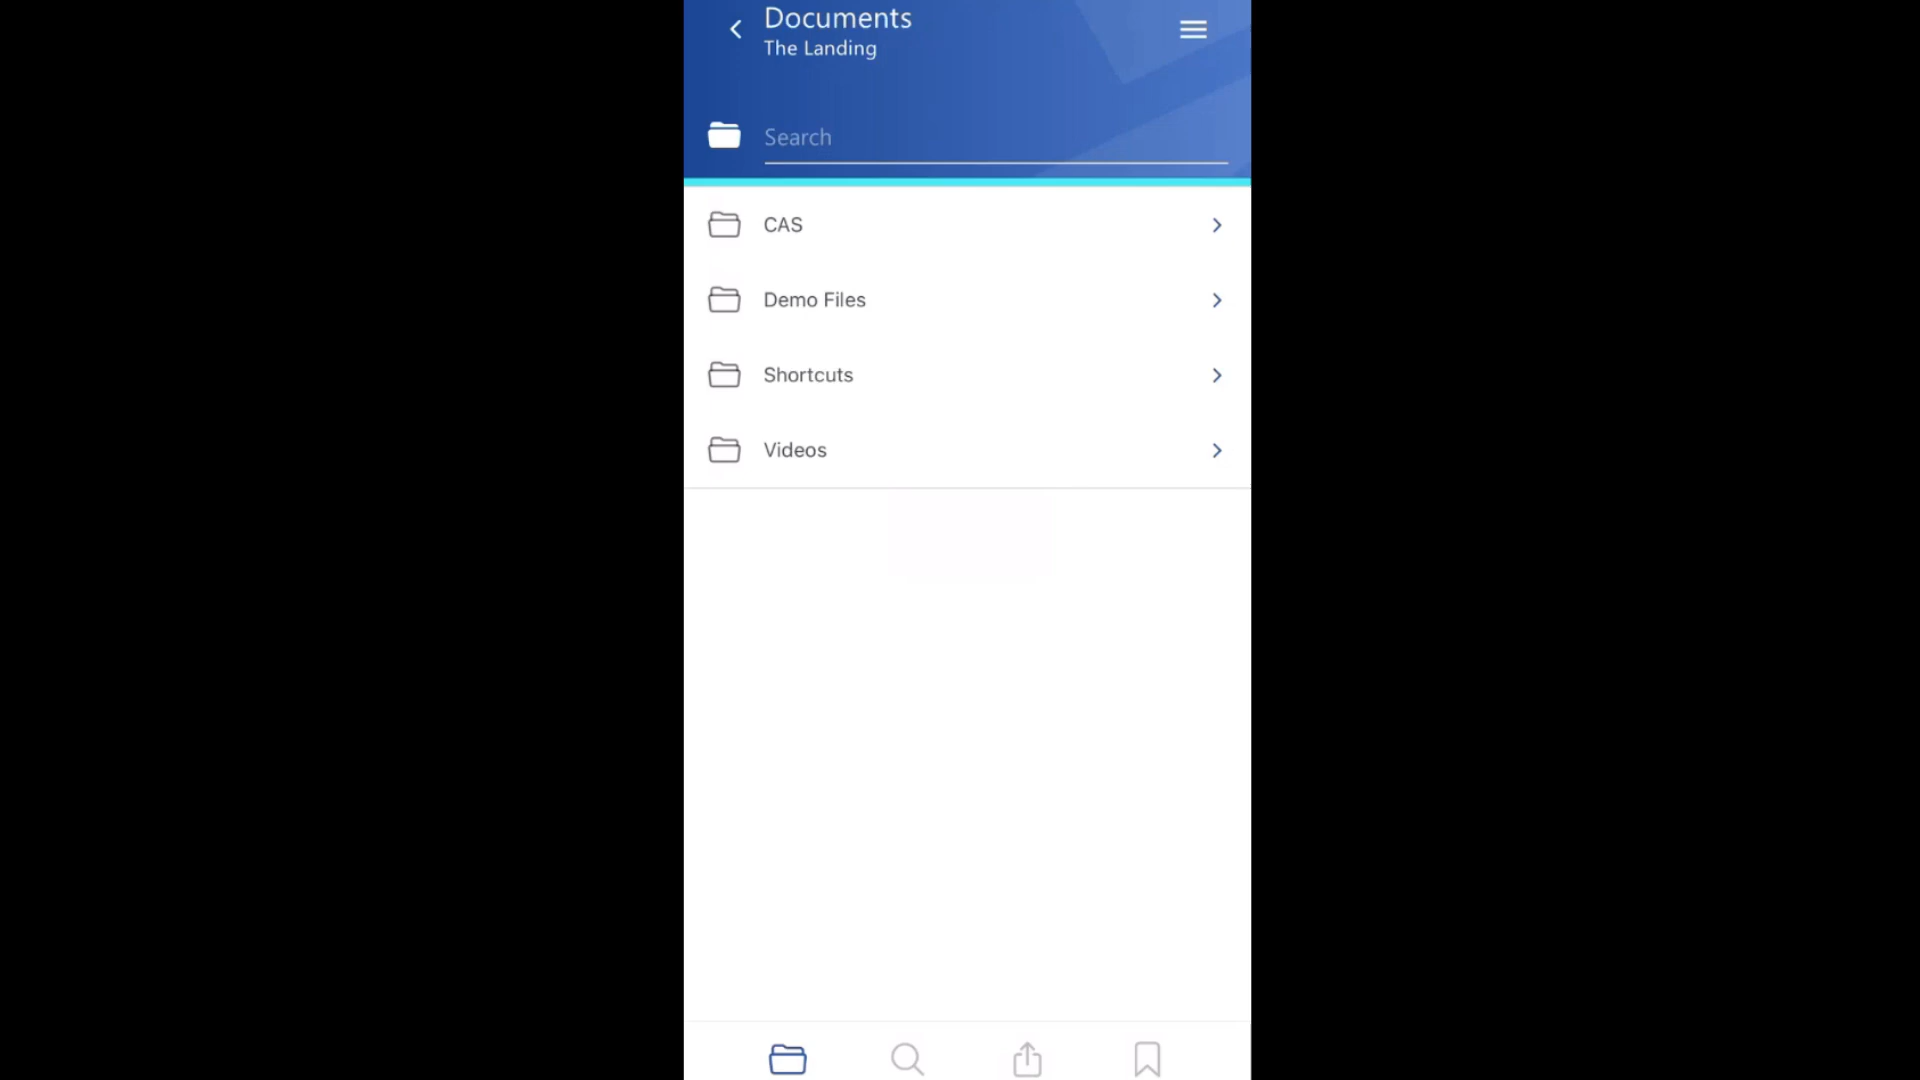 Documents
The Landing
Search
CAS
Demo Files
Shortcuts
Videos